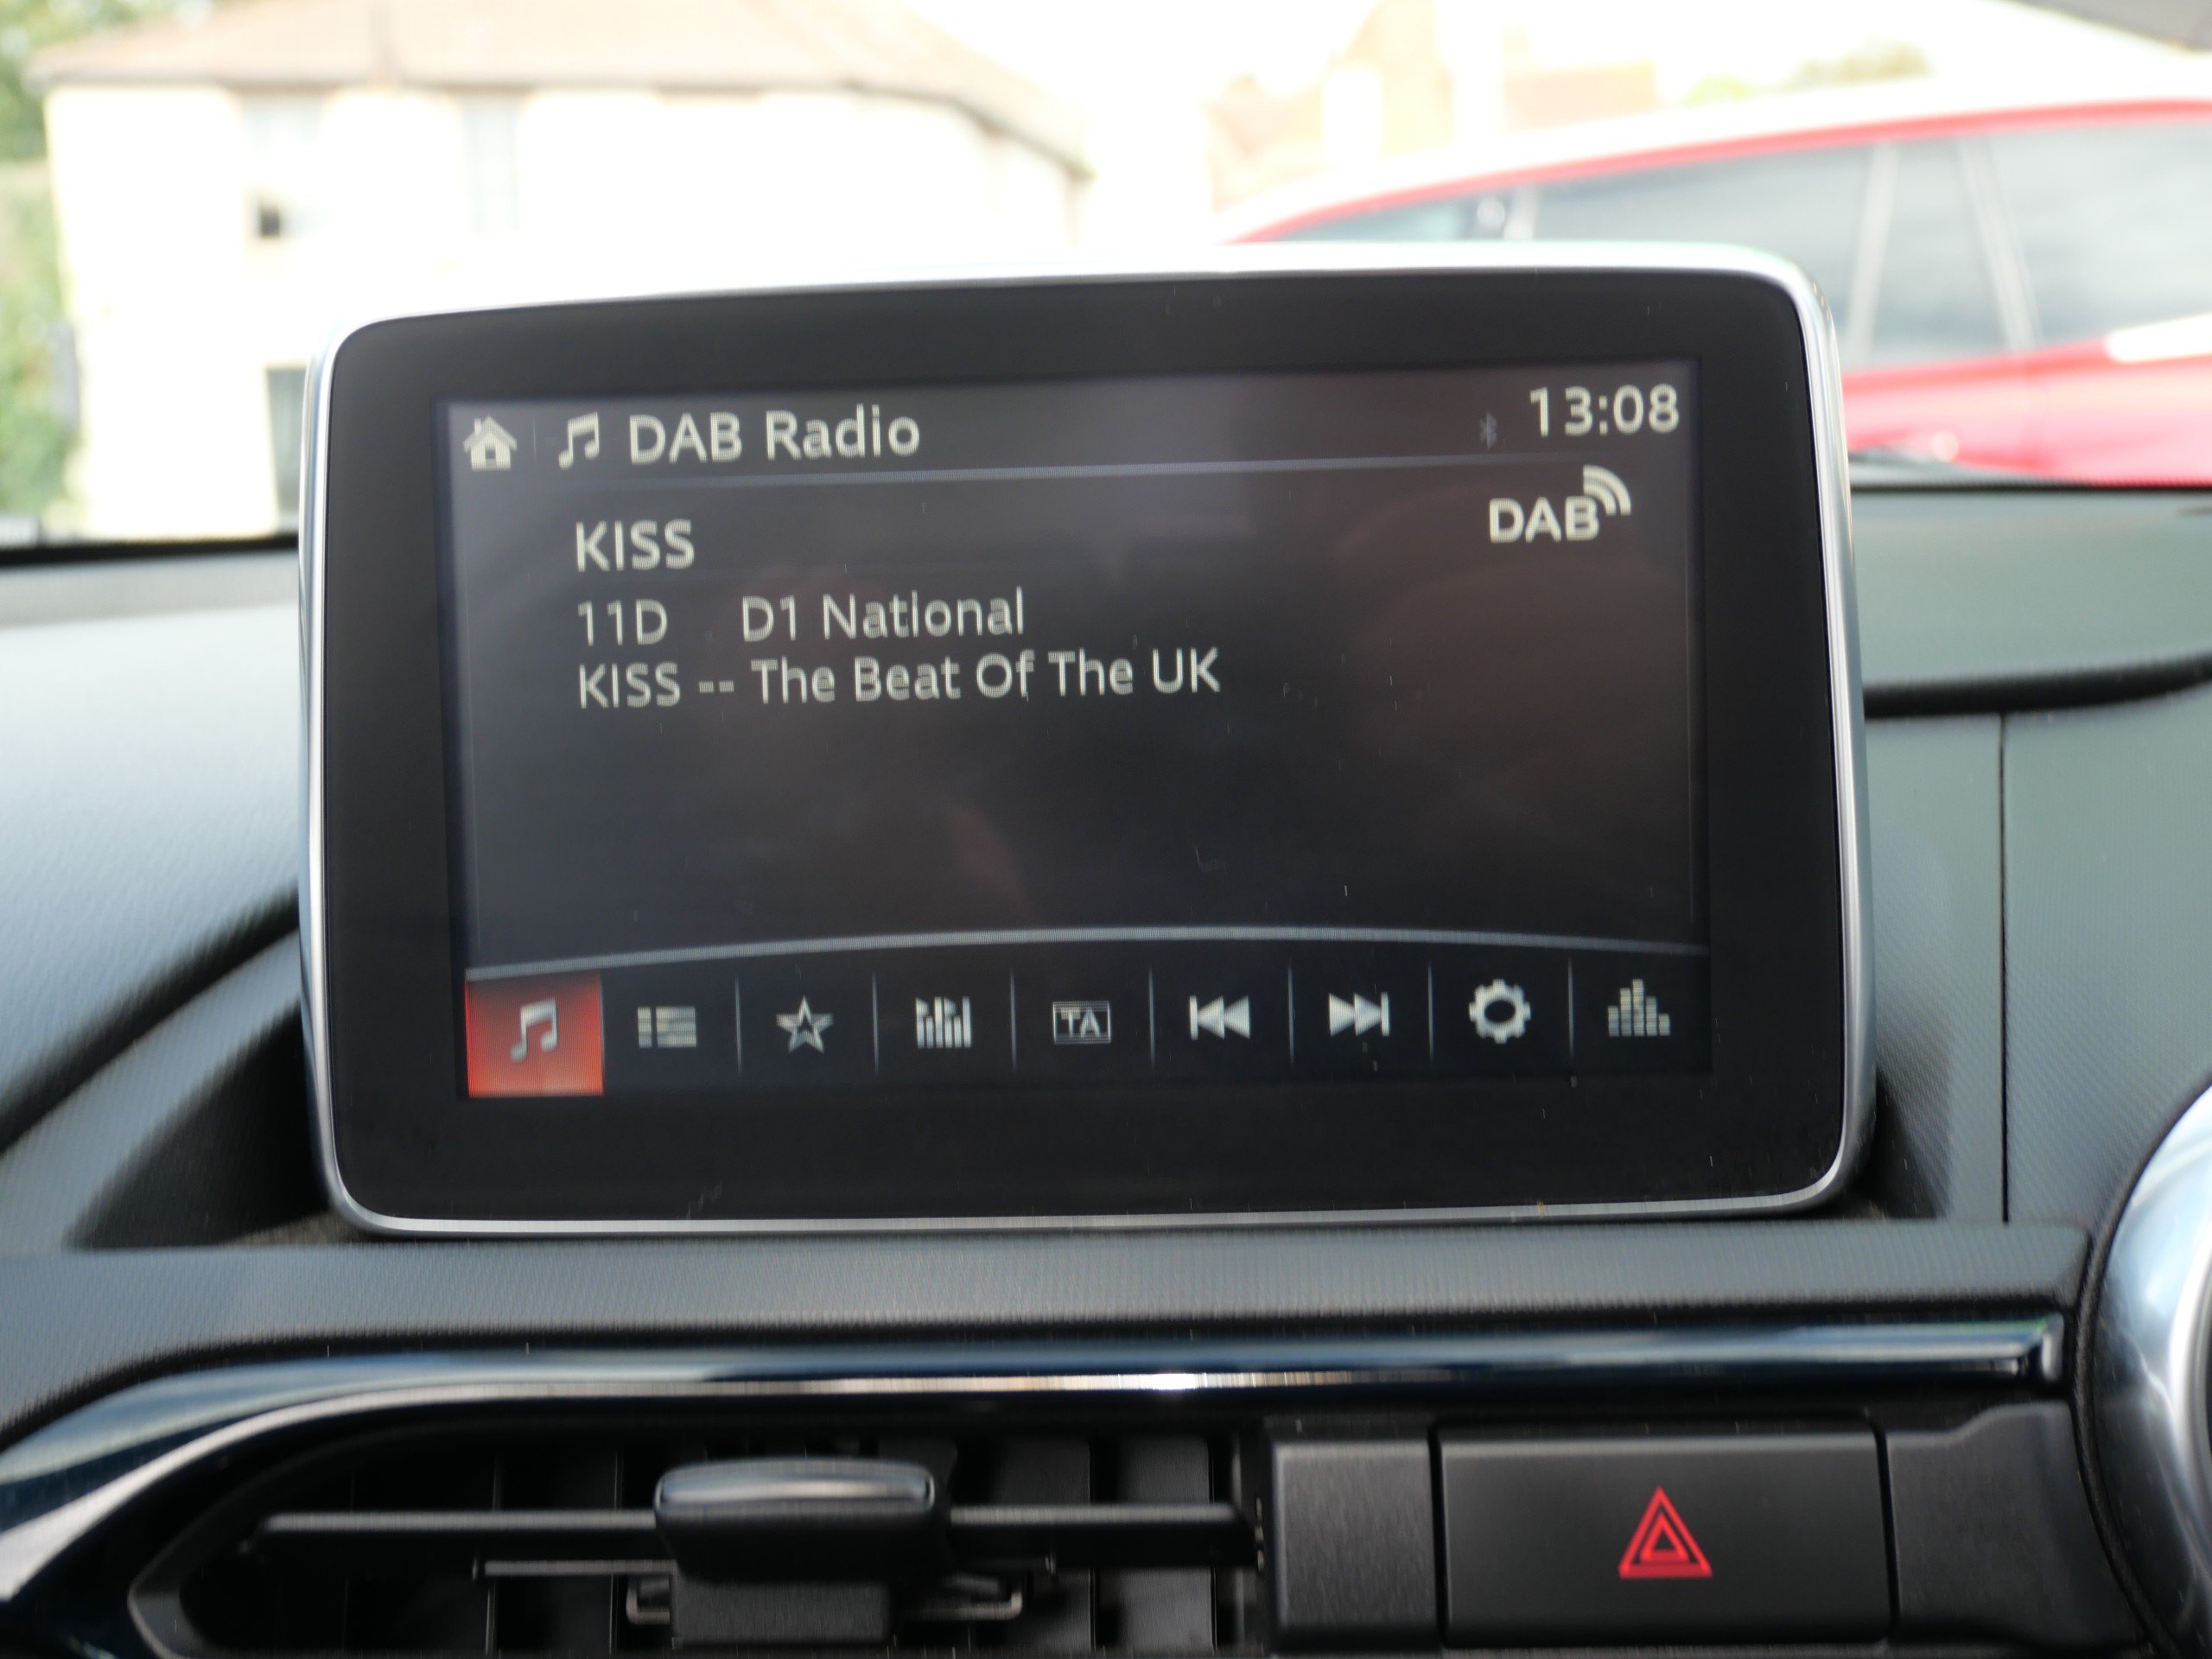 DAB Radio 13:08
DAB
KISS
11D D1 National
KISS -- The Beat Of The UK
TA